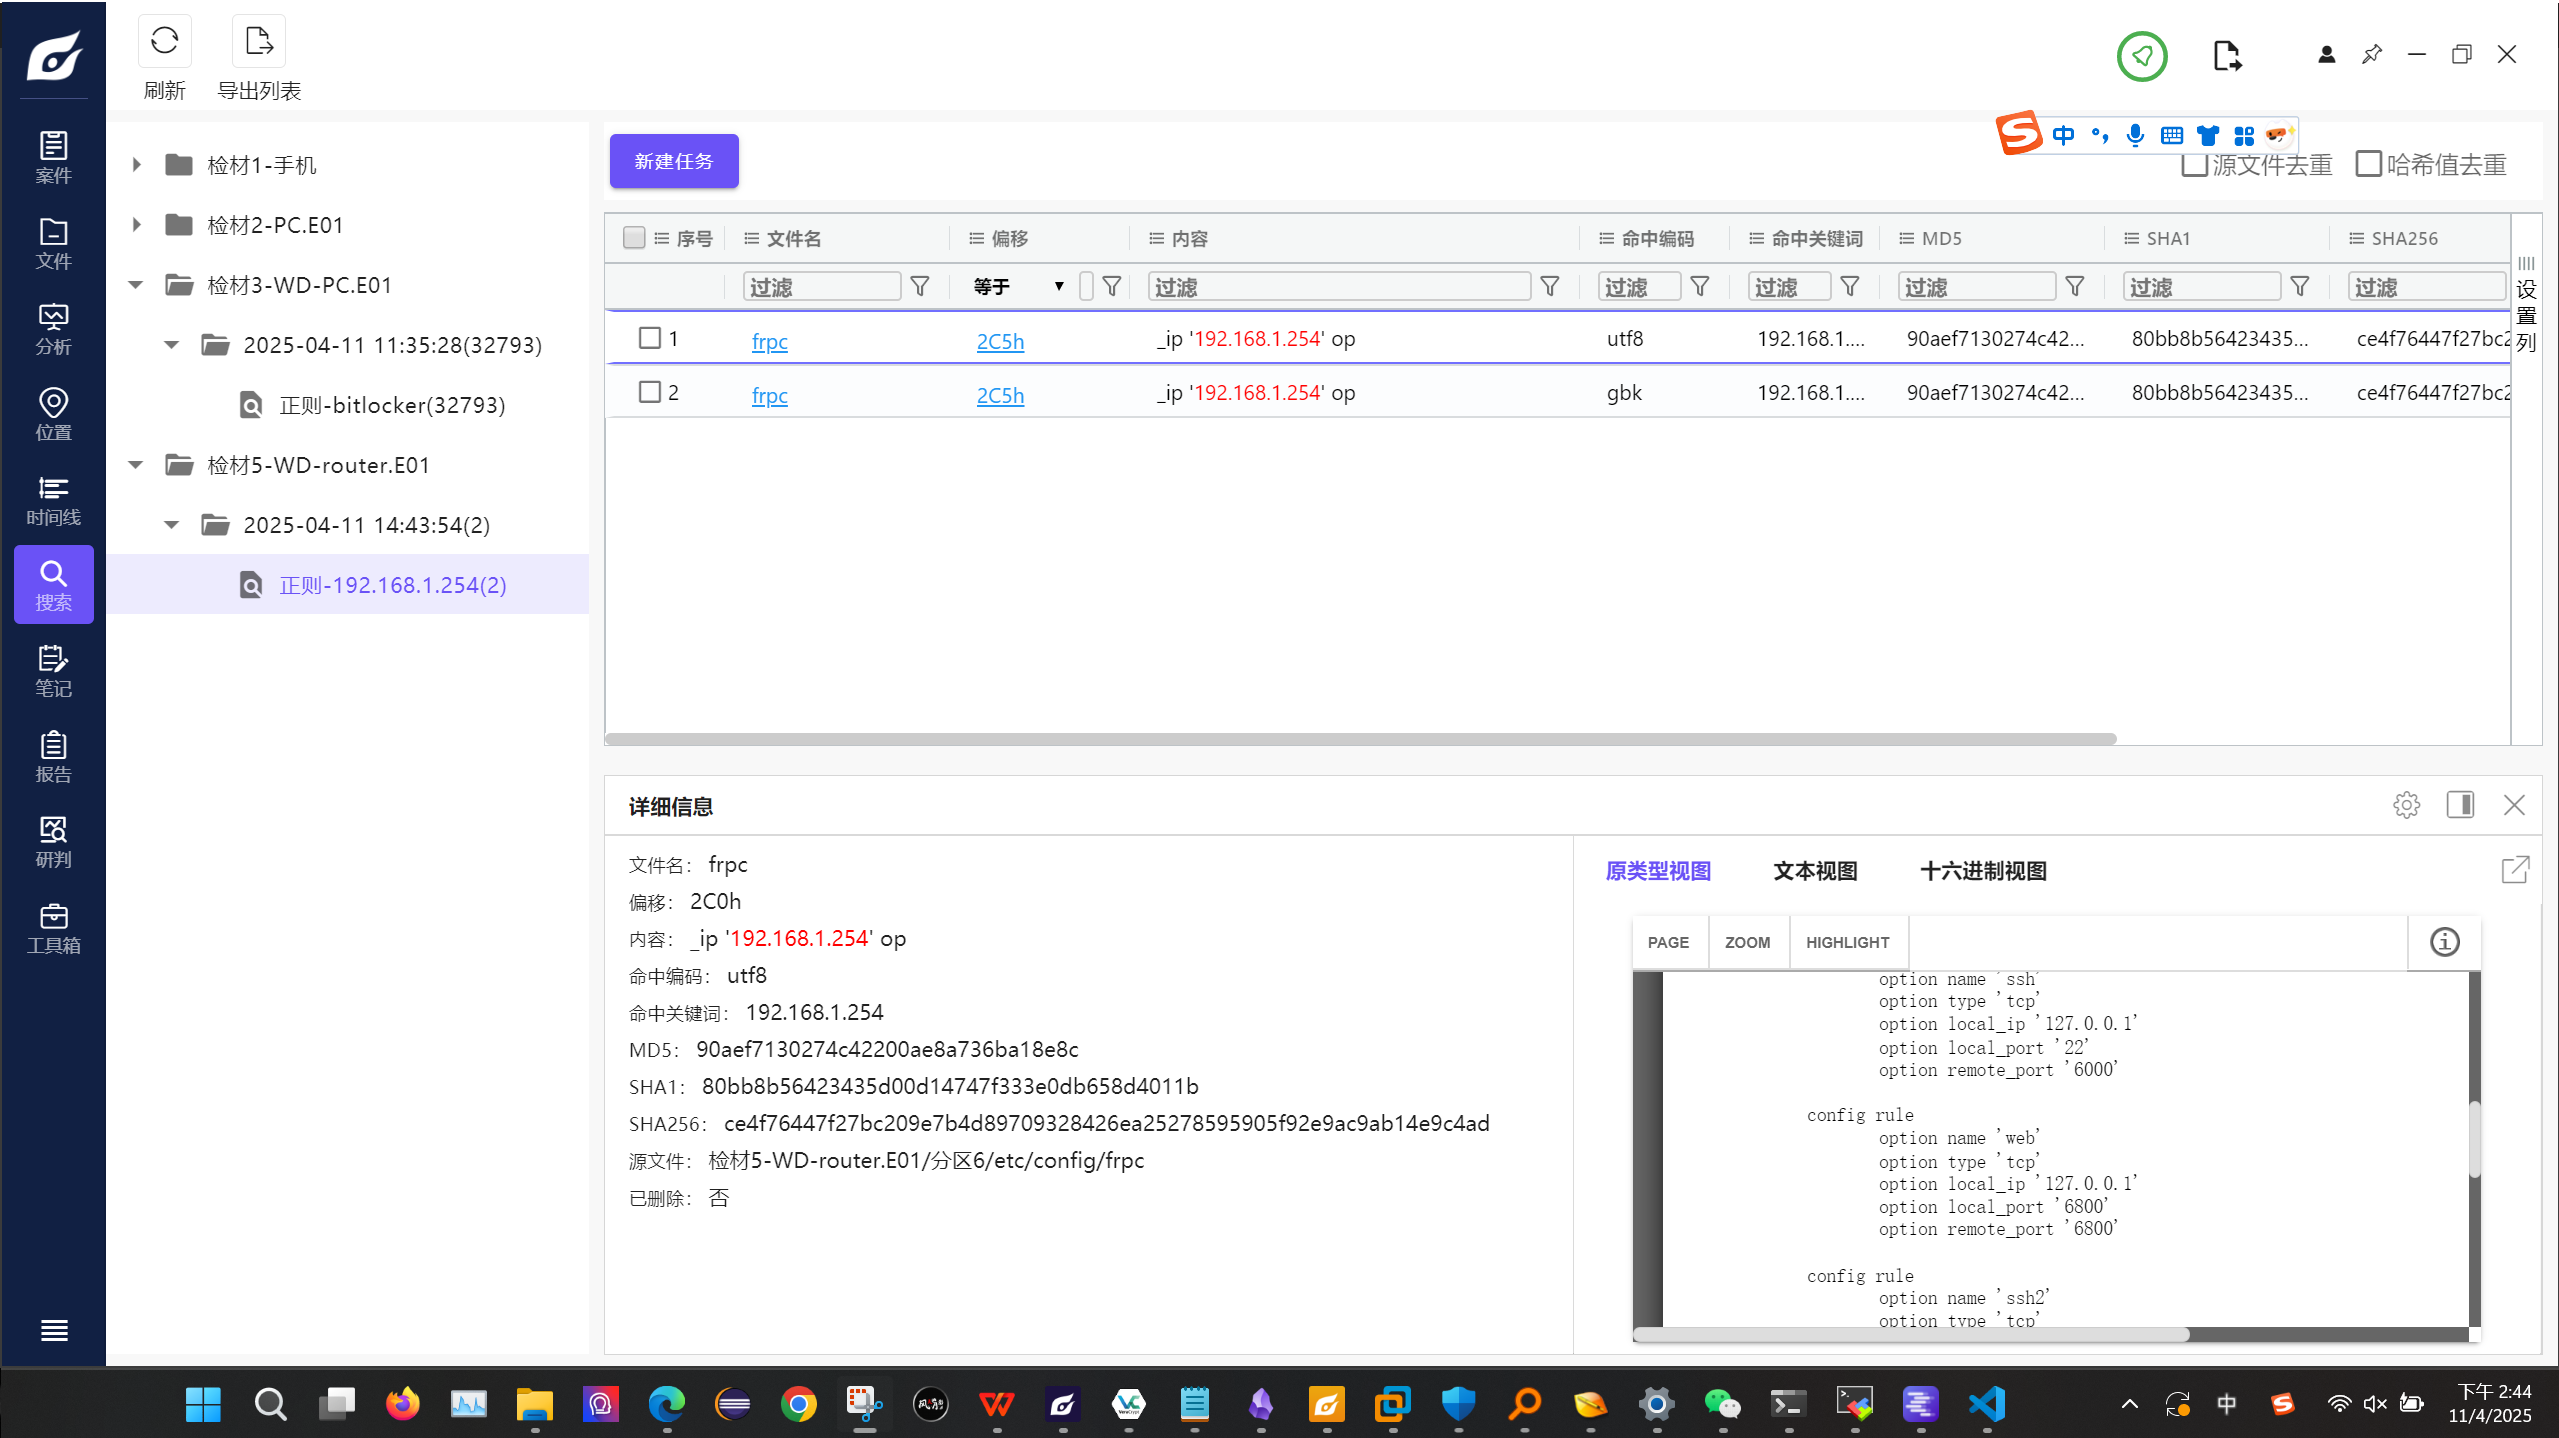 刷新
导出列表
案件
文件
分析
位置
时间线
搜索
笔记
报告
研判
工具箱
检材1-手机
检材2-PC.E01
检材3-WD-PC.E01
2025-04-11 11:35:28(32793)
正则-bitlocker(32793)
检材5-WD-router.E01
2025-04-11 14:43:54(2)
正则-192.168.1.254(2)
新建任务
中
源文件去重 哈希值去重
序号 文件名 偏移 内容 命中编码 命中关键词 MD5 SHA1 SHA256
过滤 等于 过滤 过滤 过滤 过滤 过滤 过滤
设置列
1 frpc 2C5h _ip '192.168.1.254' op utf8 192.168.1.... 90aef7130274c42... 80bb8b56423435... ce4f76447f27bc2
2 frpc 2C5h _ip '192.168.1.254' op gbk 192.168.1.... 90aef7130274c42... 80bb8b56423435... ce4f76447f27bc2
详细信息
文件名： frpc
偏移： 2C0h
内容： _ip '192.168.1.254' op
命中编码： utf8
命中关键词： 192.168.1.254
MD5： 90aef7130274c42200ae8a736ba18e8c
SHA1： 80bb8b56423435d00d14747f333e0db658d4011b
SHA256： ce4f76447f27bc209e7b4d89709328426ea25278595905f92e9ac9ab14e9c4ad
源文件： 检材5-WD-router.E01/分区6/etc/config/frpc
已删除： 否
原类型视图 文本视图 十六进制视图
PAGE ZOOM HIGHLIGHT
option name 'ssh'
option type 'tcp'
option local_ip '127.0.0.1'
option local_port '22'
option remote_port '6000'
config rule
option name 'web'
option type 'tcp'
option local_ip '127.0.0.1'
option local_port '6800'
option remote_port '6800'
config rule
option name 'ssh2'
option type 'tcp'
中
下午 2:44
11/4/2025